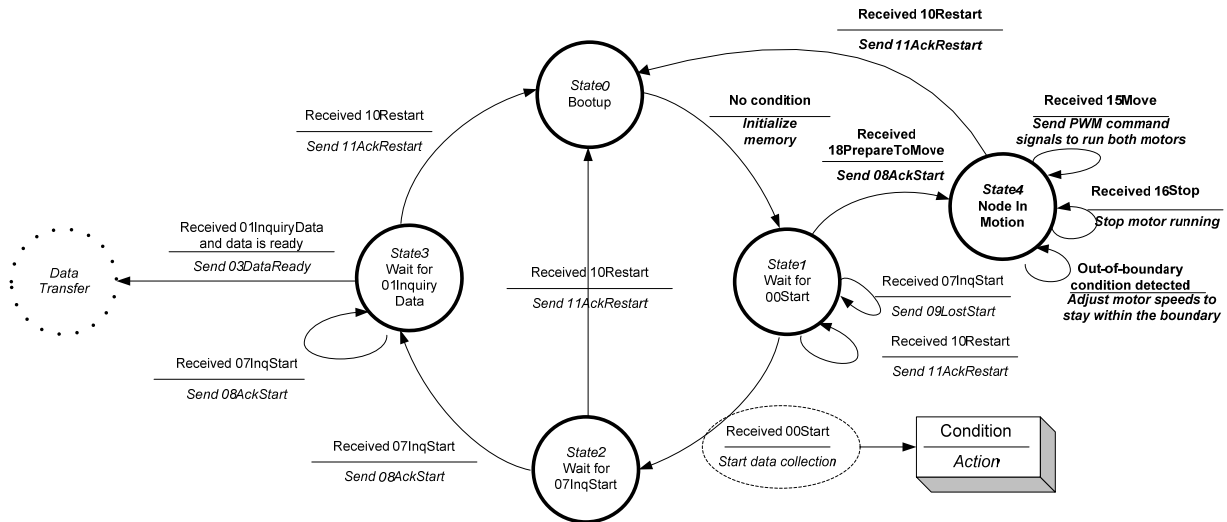 Received 10Restart
Send 11AckRestart
State0
Bootup
Received 10Restart
Send 11AckRestart
No condition
Initialize
memory
Received
18PrepareToMove
Send 08AckStart
Received 15Move
Send PWM command
signals to run both motors
State4
Node In
Motion
Received 16Stop
Stop motor running
Out-of-boundary
condition detected
Adjust motor speeds to
stay within the boundary
Data
Transfer
Received 01InquiryData
and data is ready
Send 03DataReady
State3
Wait for
01Inquiry
Data
Received 10Restart
Send 11AckRestart
State1
Wait for
00Start
Received 07InqStart
Send 09LostStart
Received 10Restart
Send 11AckRestart
Received 07InqStart
Send 08AckStart
Received 07InqStart
Send 08AckStart
State2
Wait for
07InqStart
Received 00Start
Start data collection
Condition
Action